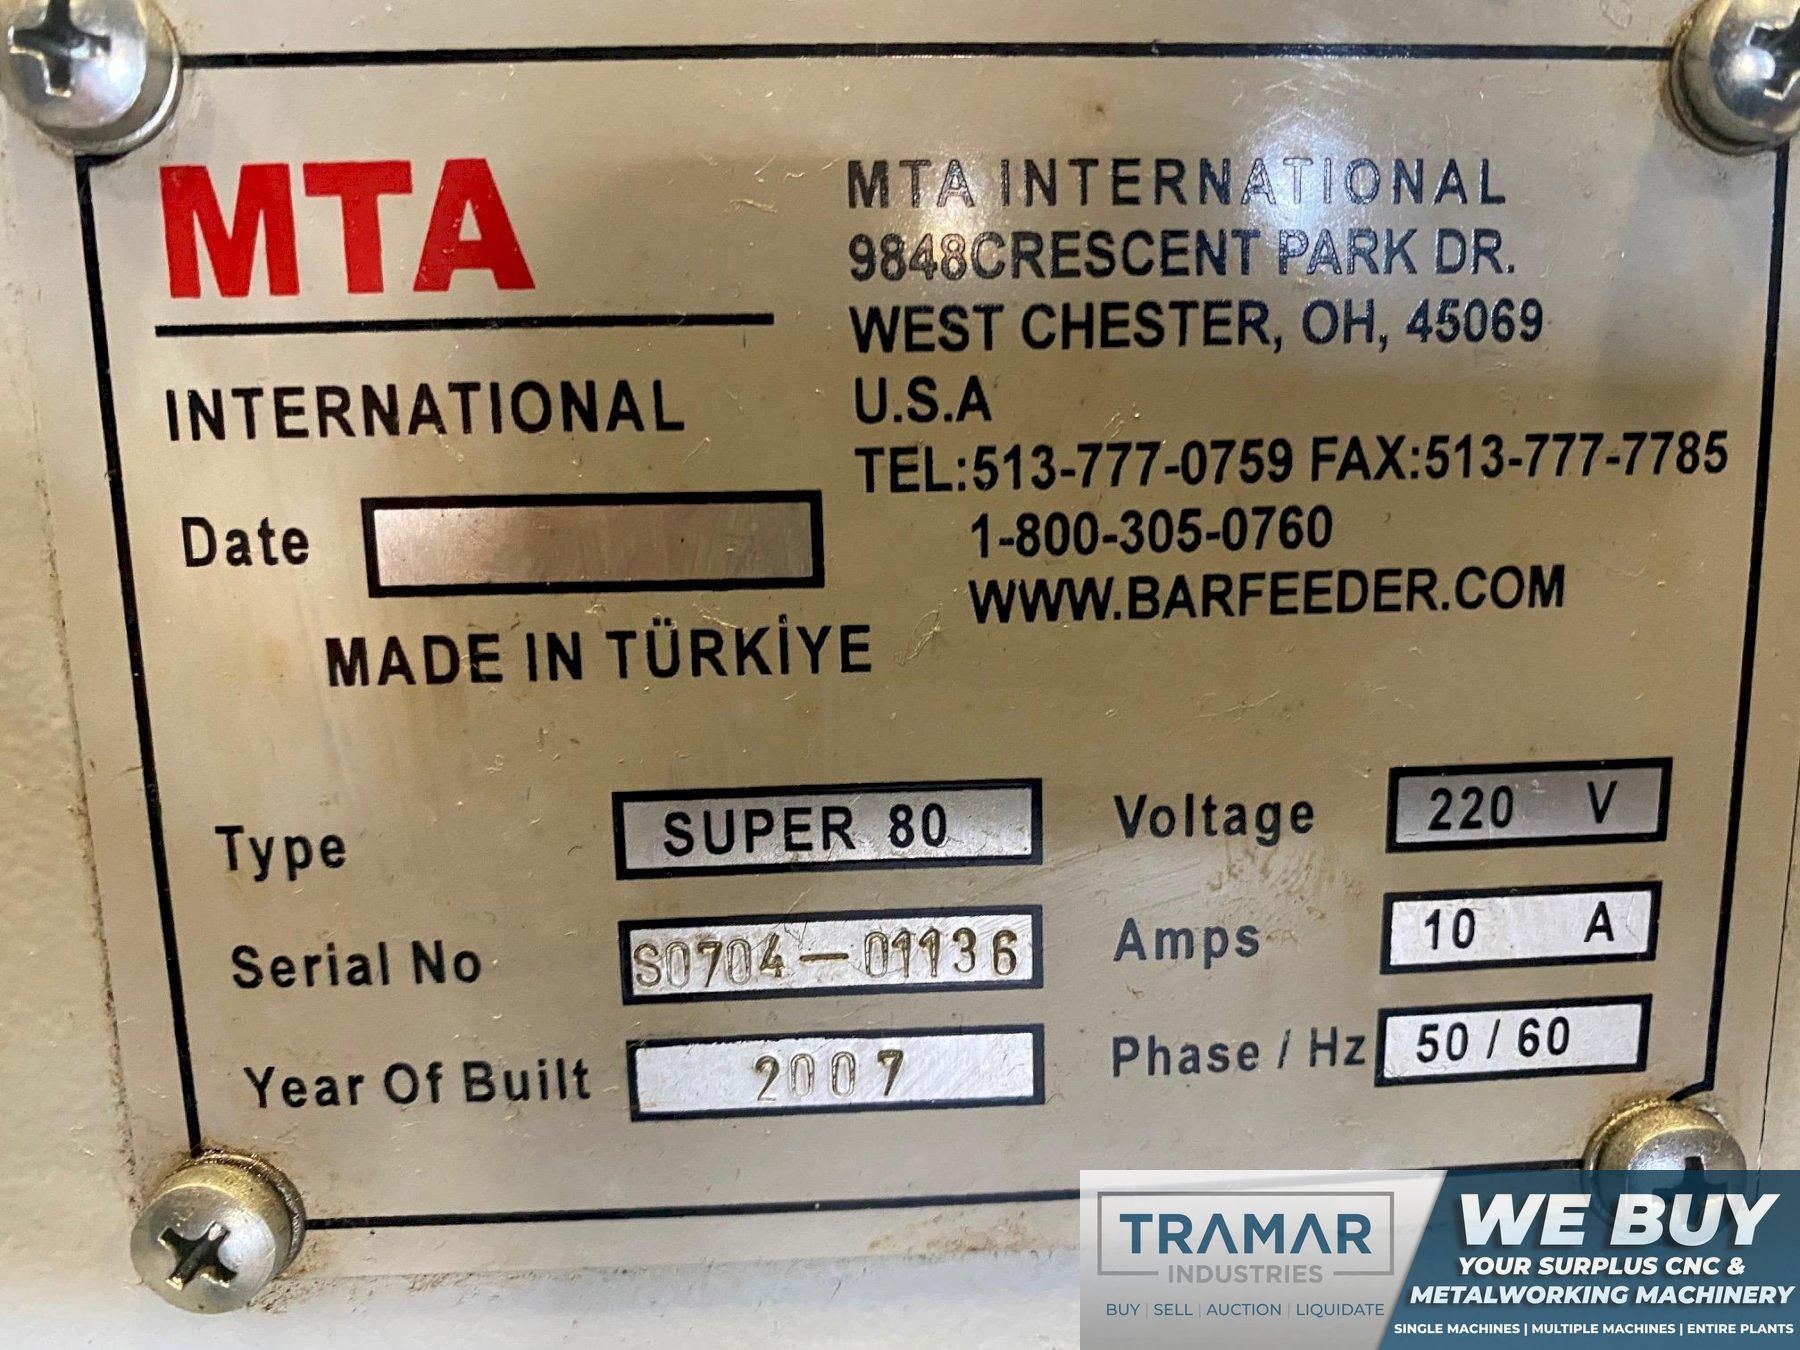 MTA
INTERNATIONAL
Date
MADE IN TÜRKİYE
MTA INTERNATIONAL
9848CRESCENT PARK DR.
WEST CHESTER, OH, 45069
U.S.A
TEL:513-777-0759 FAX:513-777-7785
1-800-305-0760
WWW.BARFEEDER.COM
Type SUPER 80
Serial No S0704-01136
Year Of Built 2007
Voltage 220 V
Amps 10 A
Phase / Hz 50 / 60
TRAMAR
INDUSTRIES
BUY | SELL | AUCTION | LIQUIDATE
WE BUY
YOUR SURPLUS CNC &
METALWORKING MACHINERY
SINGLE MACHINES | MULTIPLE MACHINES | ENTIRE PLANTS